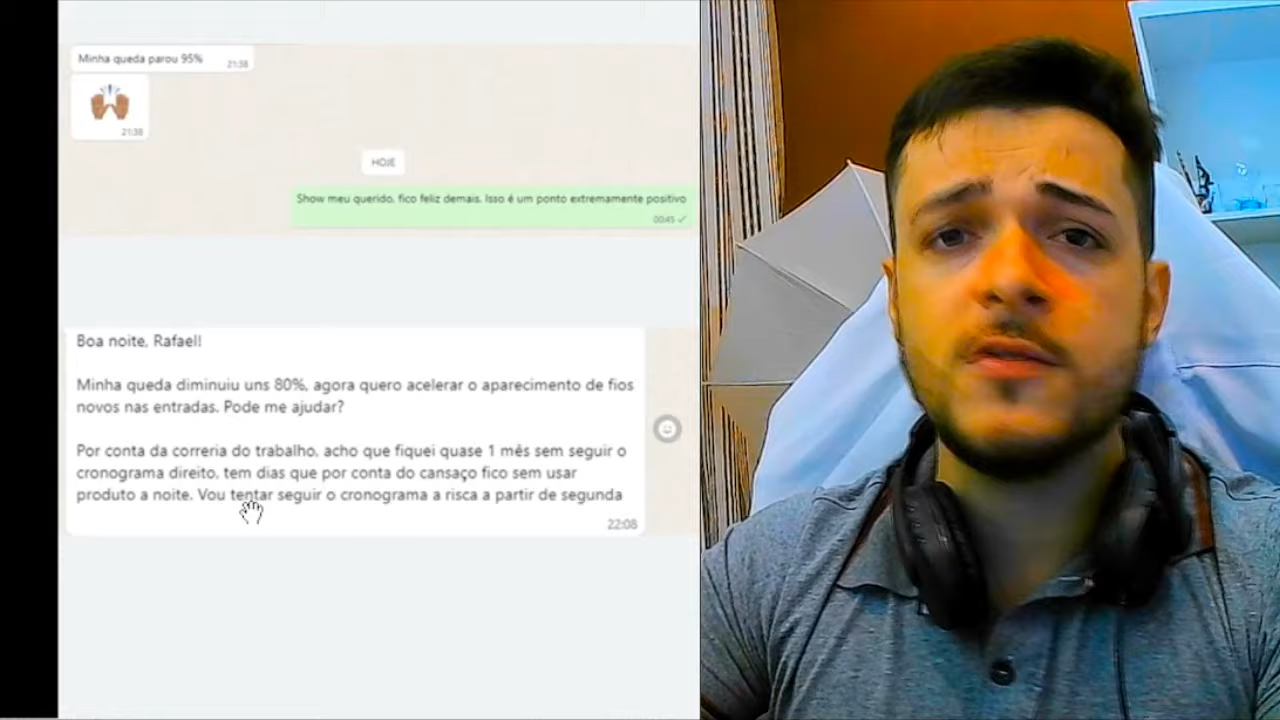 Minha queda parou 95%
21:38
21:38
HOJE
Show meu querido, fico feliz demais. Isso é um ponto extremamente positivo
00:45
Boa noite, Rafael!
Minha queda diminuiu uns 80%, agora quero acelerar o aparecimento de fios
novos nas entradas. Pode me ajudar?
Por conta da correria do trabalho, acho que fiquei quase 1 mês sem seguir o
cronograma direito, tem dias que por conta do cansaço fico sem usar
produto a noite. Vou tentar seguir o cronograma a risca a partir de segunda
22:08